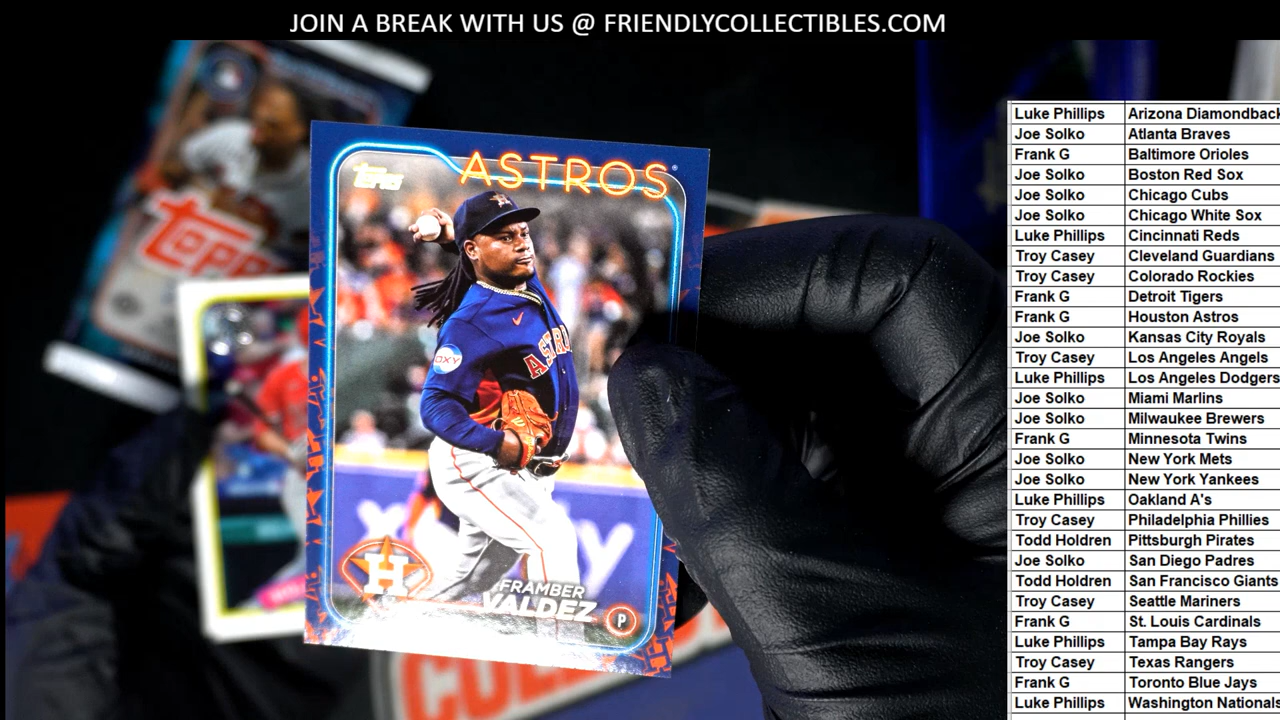 JOIN A BREAK WITH US @ FRIENDLYCOLLECTIBLES.COM
Topps
ASTROS
OXY
ASTRO
H
FRAMBER
VALDEZ
P
TOPPS
Luke Phillips Arizona Diamondback
Joe Solko Atlanta Braves
Frank G Baltimore Orioles
Joe Solko Boston Red Sox
Joe Solko Chicago Cubs
Joe Solko Chicago White Sox
Luke Phillips Cincinnati Reds
Troy Casey Cleveland Guardians
Troy Casey Colorado Rockies
Frank G Detroit Tigers
Frank G Houston Astros
Joe Solko Kansas City Royals
Troy Casey Los Angeles Angels
Luke Phillips Los Angeles Dodgers
Joe Solko Miami Marlins
Joe Solko Milwaukee Brewers
Frank G Minnesota Twins
Joe Solko New York Mets
Joe Solko New York Yankees
Luke Phillips Oakland A's
Troy Casey Philadelphia Phillies
Todd Holdren Pittsburgh Pirates
Joe Solko San Diego Padres
Todd Holdren San Francisco Giants
Troy Casey Seattle Mariners
Frank G St. Louis Cardinals
Luke Phillips Tampa Bay Rays
Troy Casey Texas Rangers
Frank G Toronto Blue Jays
Luke Phillips Washington Nationals